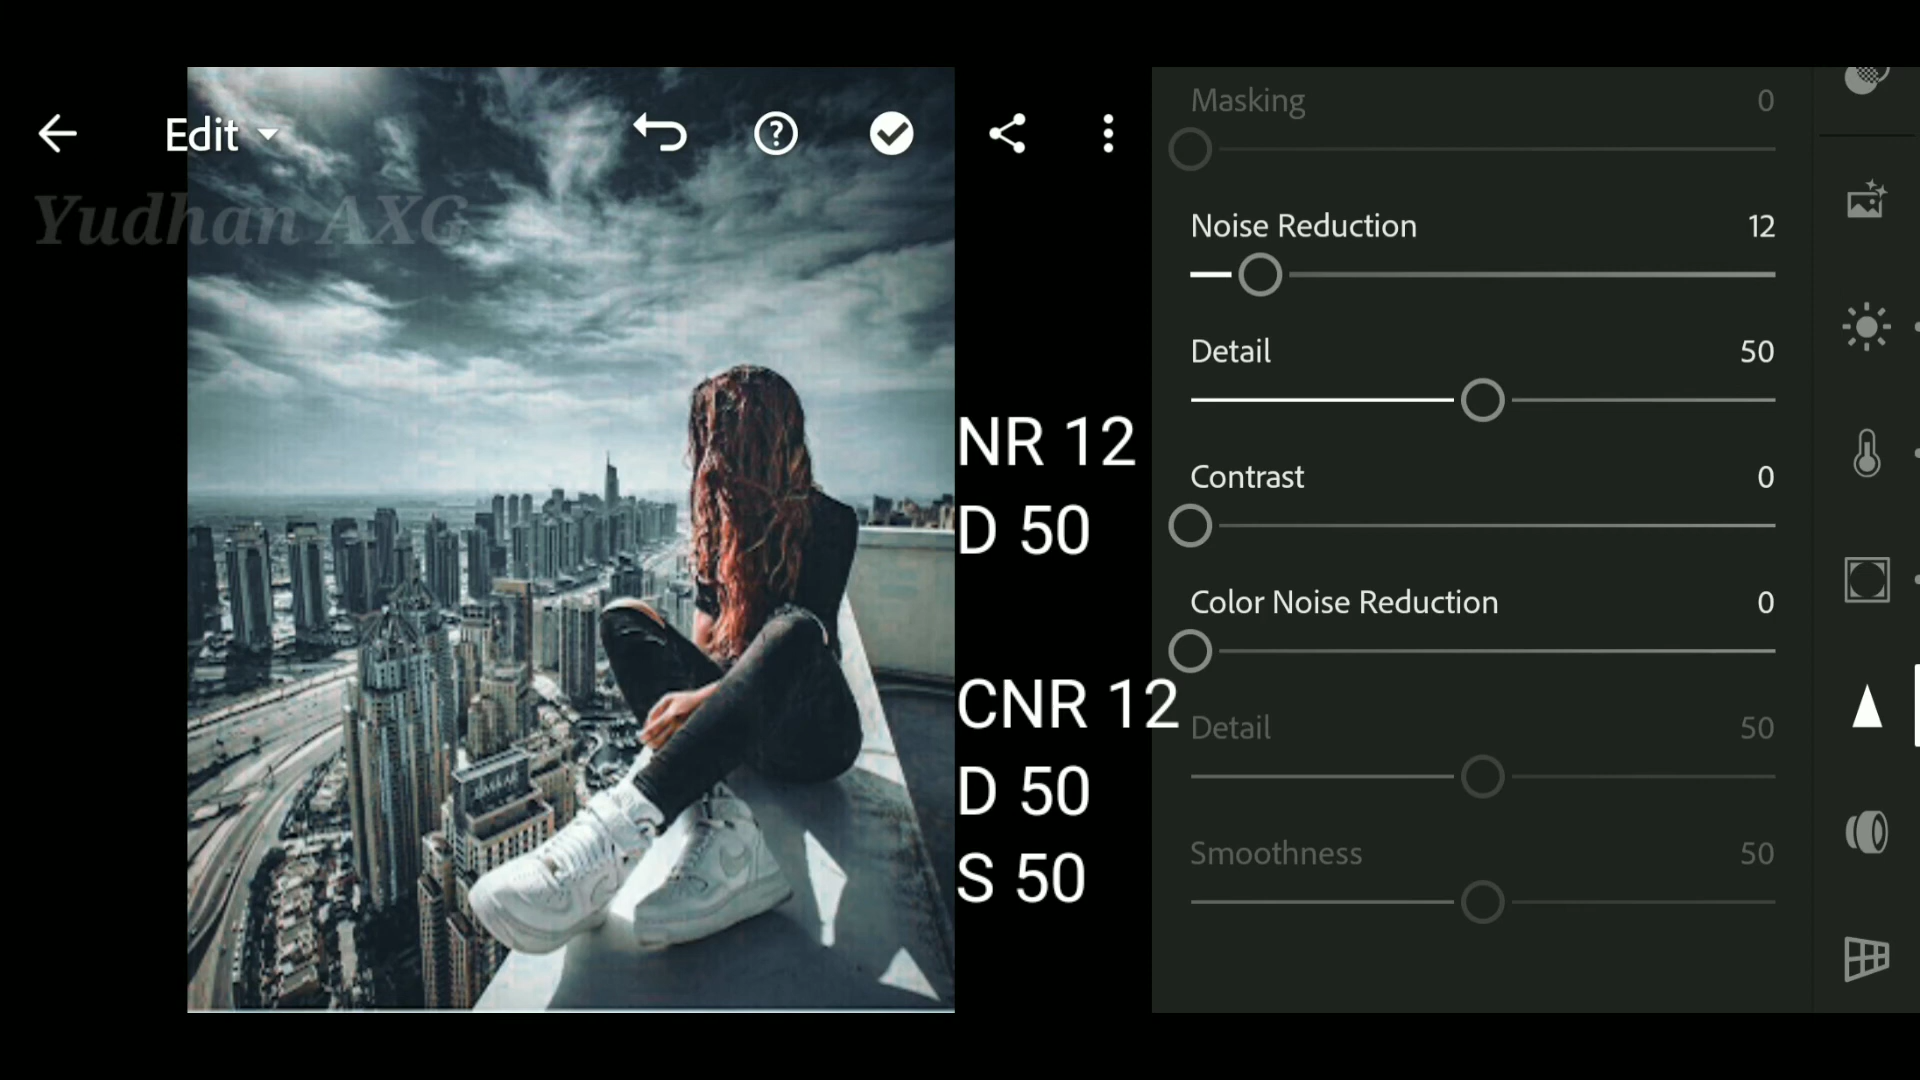 Edit
Yudhan AXG
NR 12
D 50
CNR 12
D 50
S 50
Masking 0
Noise Reduction 12
Detail 50
Contrast 0
Color Noise Reduction 0
Detail 50
Smoothness 50